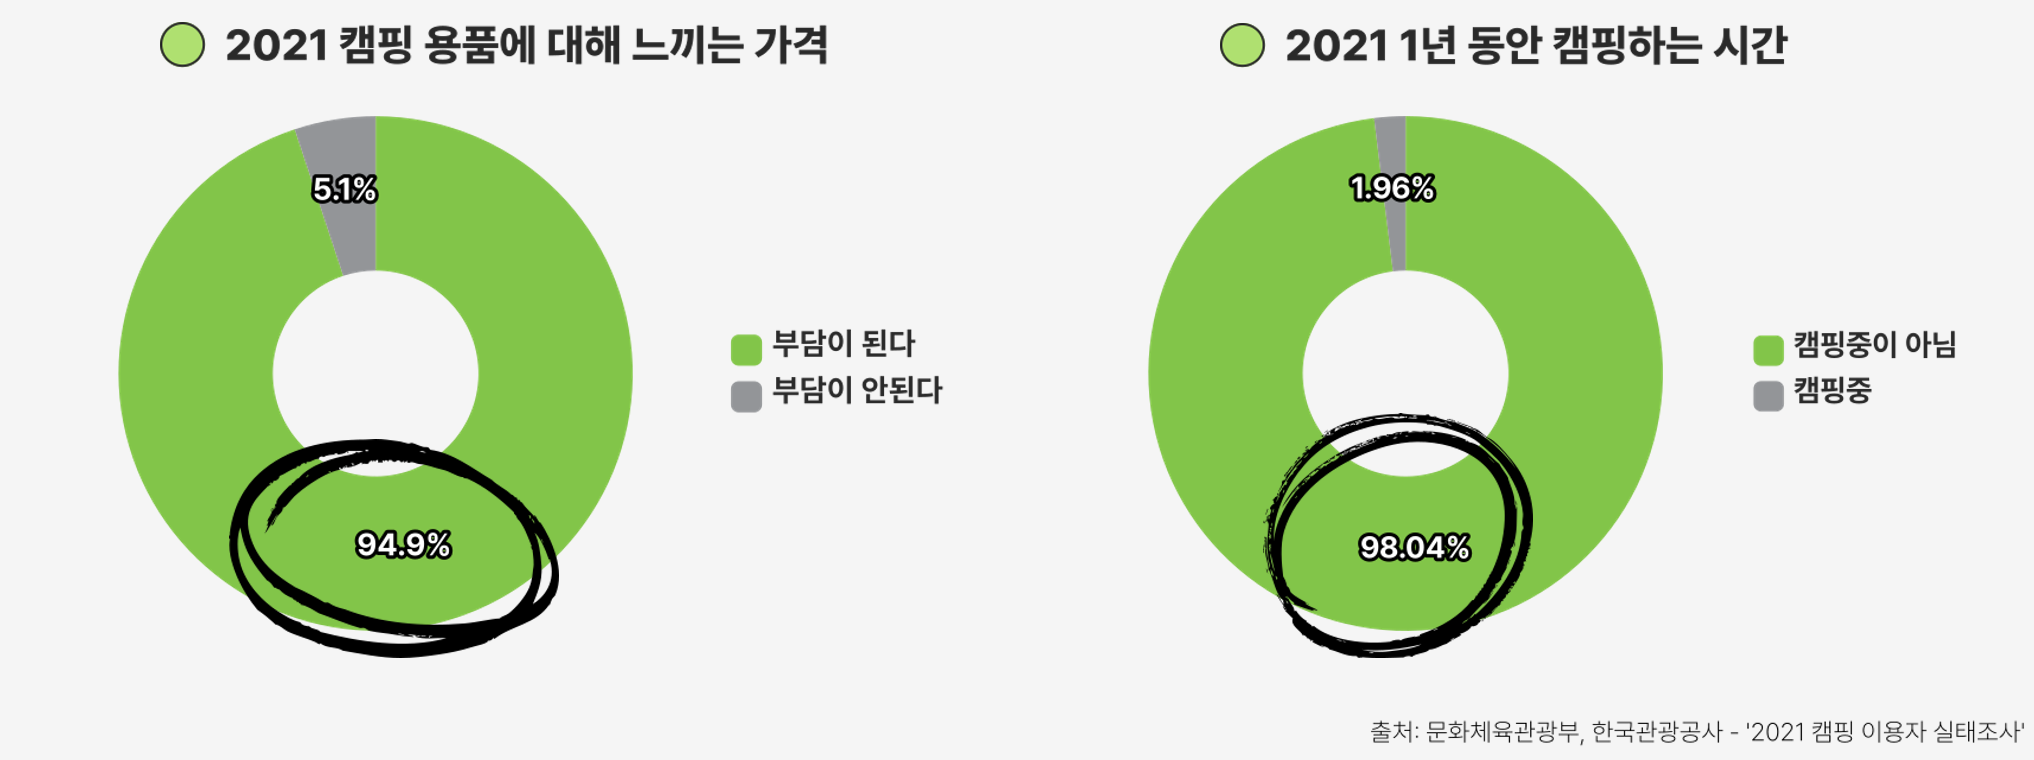 2021 캠핑 용품에 대해 느끼는 가격
5.1%
94.9%
부담이 된다
부담이 안된다
2021 1년 동안 캠핑하는 시간
1.96%
98.04%
캠핑중이 아님
캠핑중
출처: 문화체육관광부, 한국관광공사 - '2021 캠핑 이용자 실태조사'